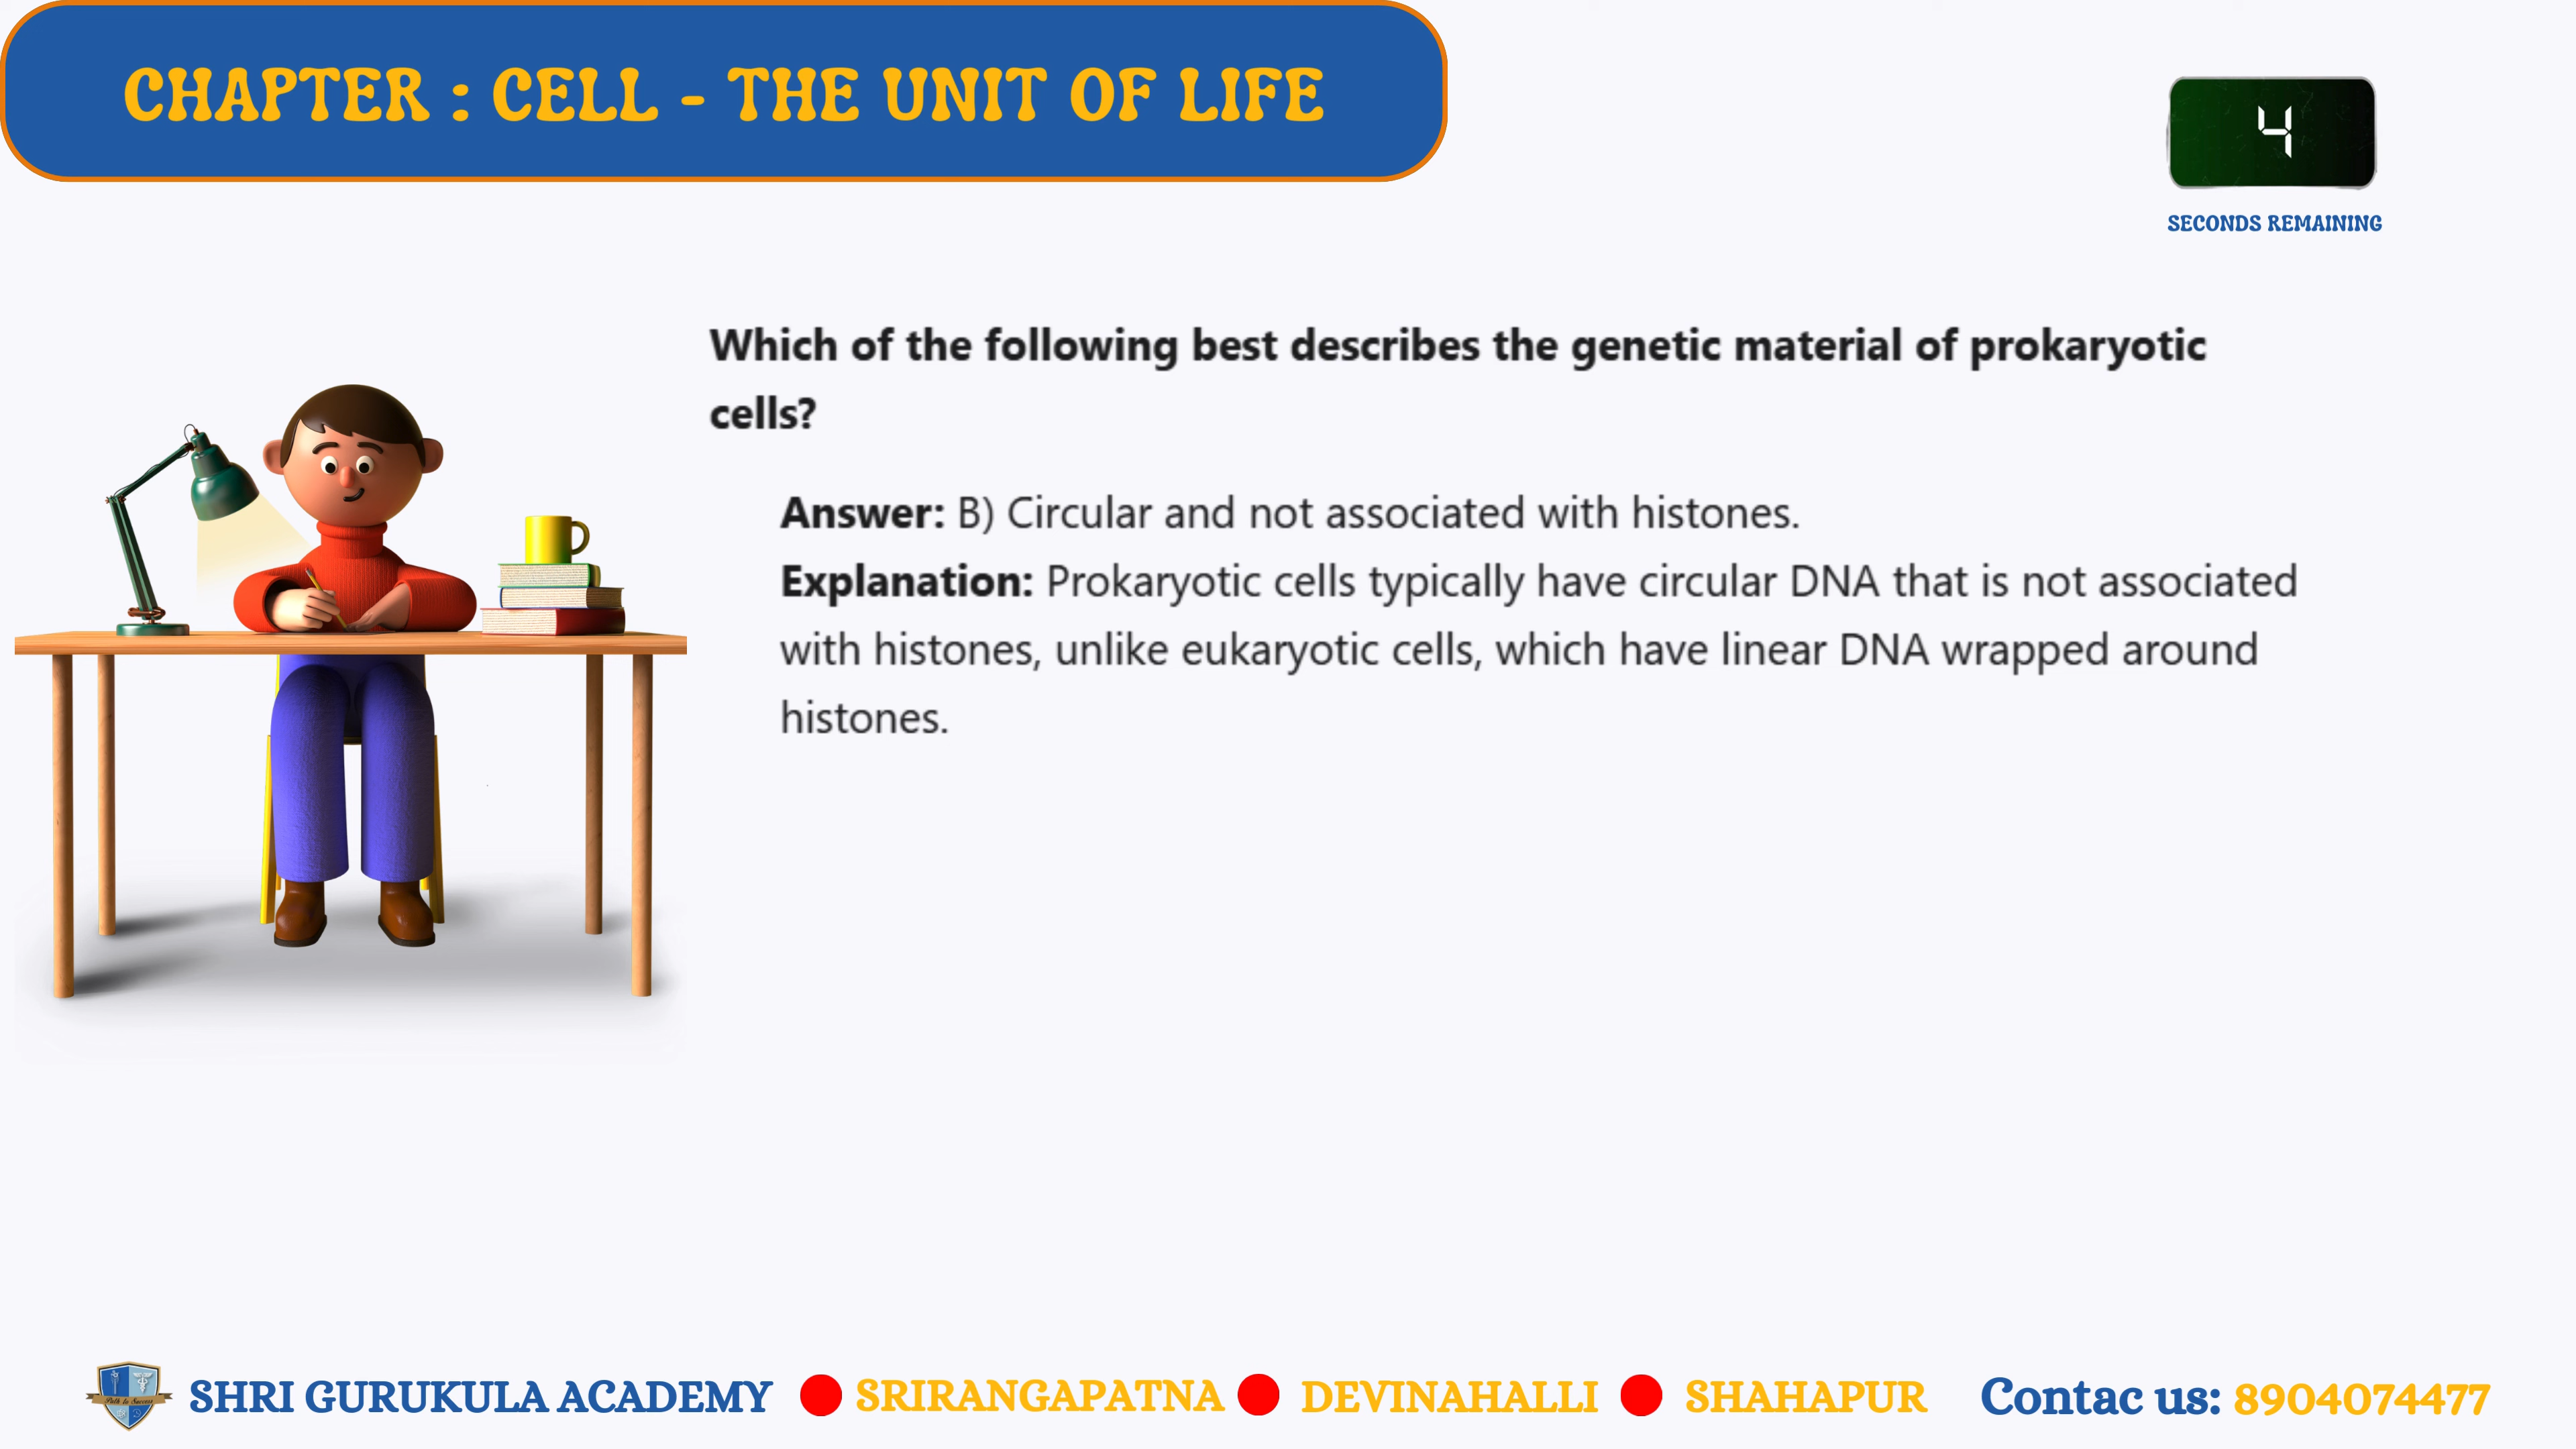 CHAPTER : CELL - THE UNIT OF LIFE
4
SECONDS REMAINING
Which of the following best describes the genetic material of prokaryotic
cells?
Answer: B) Circular and not associated with histones.
Explanation: Prokaryotic cells typically have circular DNA that is not associated
with histones, unlike eukaryotic cells, which have linear DNA wrapped around
histones.
Path to Success
SHRI GURUKULA ACADEMY SRIRANGAPATNA DEVINAHALLI SHAHAPUR Contac us: 8904074477